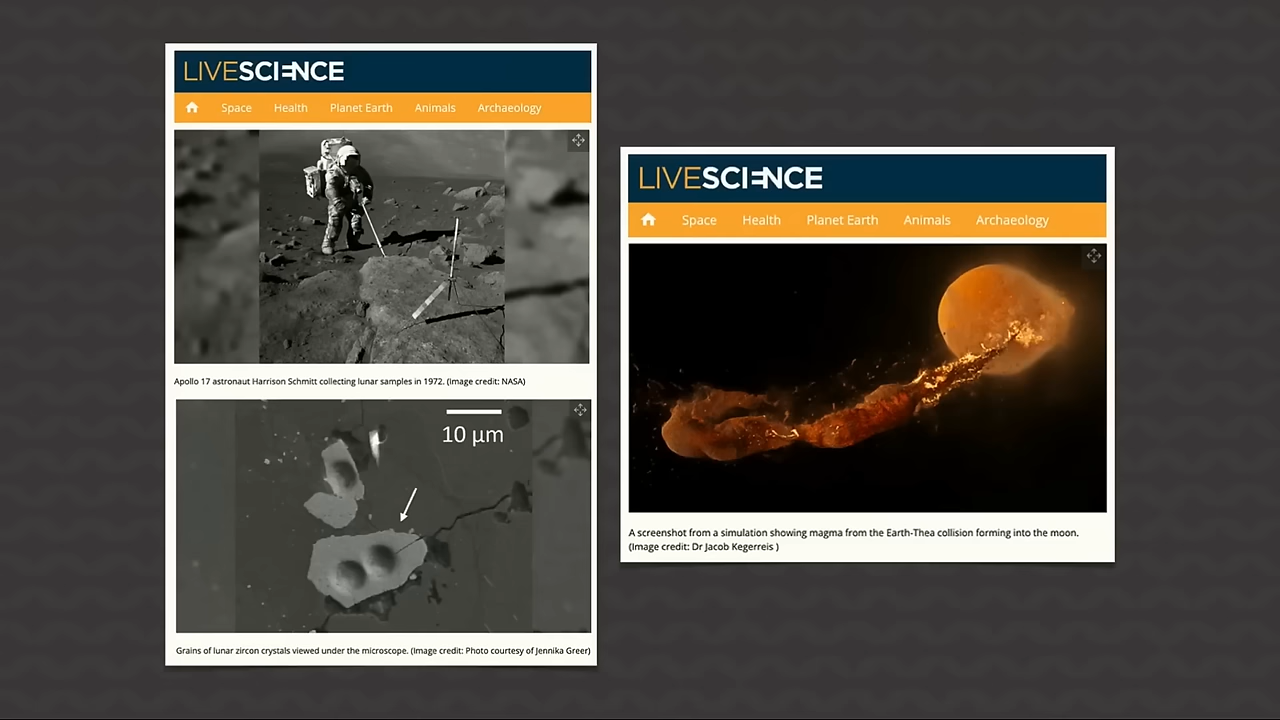 LIVESCIENCE
Space Health Planet Earth Animals Archaeology
Apollo 17 astronaut Harrison Schmitt collecting lunar samples in 1972. (Image credit: NASA)
10 µm
Grains of lunar zircon crystals viewed under the microscope. (Image credit: Photo courtesy of Jennika Greer)
LIVESCIENCE
Space Health Planet Earth Animals Archaeology
A screenshot from a simulation showing magma from the Earth-Thea collision forming into the moon.
(Image credit: Dr Jacob Kegerreis )